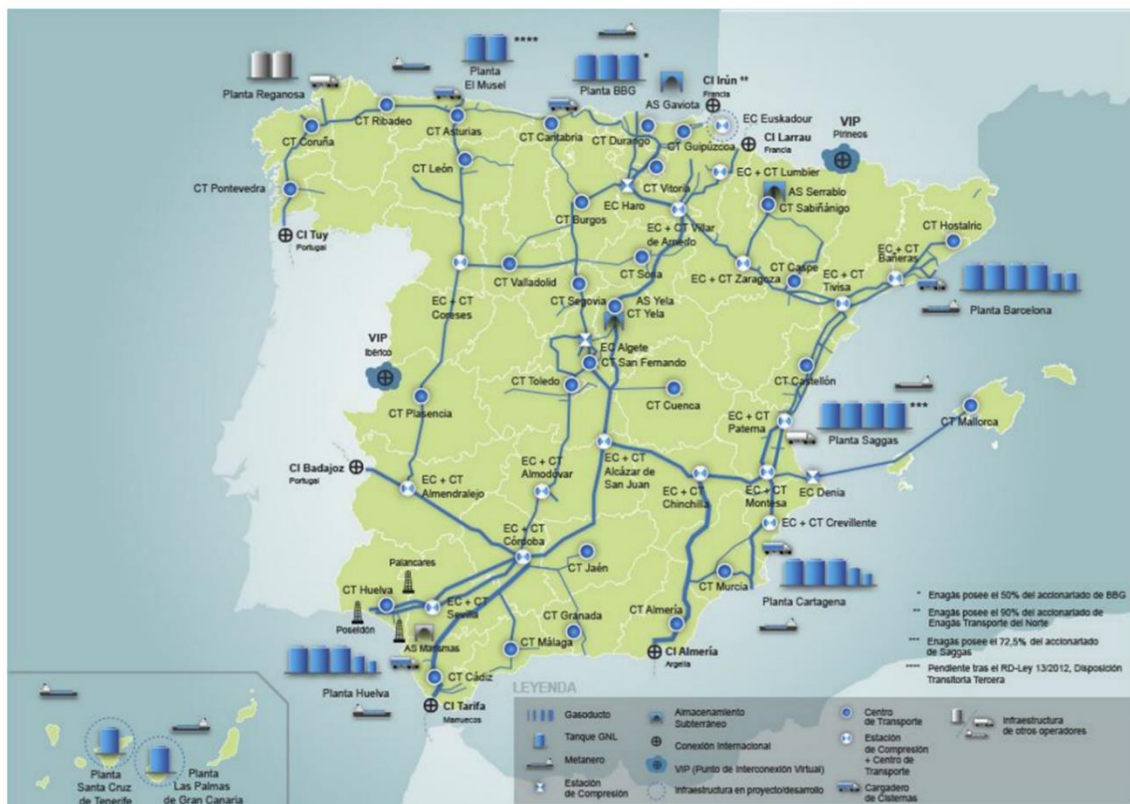 Planta
El Musel
****
Planta BBG
*
Planta Reganosa
AS Gaviota
CI Irún **
Francia
EC Euskadour
CI Larrau
Francia
VIP
Pirineos
CT Coruña
CT Ribadeo
CT Asturias
CT Cantabria
CT Durango
CT Guipúzcoa
CT León
CT Vitoria
EC + CT Lumbier
AS Serrablo
CT Sabiñánigo
CT Pontevedra
CI Tuy
Portugal
CT Burgos
EC Haro
EC + CT Villar
de Arnedo
CT Hostalric
EC + CT
Bañeras
CT Valladolid
CT Soria
EC + CT Zaragoza
CT Caspe
EC + CT
Tivisa
Planta Barcelona
EC + CT
Coreses
CT Segovia
AS Yela
CT Yela
VIP
Ibérico
EC Algete
CT San Fernando
CT Toledo
CT Cuenca
CT Castellón
CT Plasencia
EC + CT
Paterna
Planta Saggas
***
CT Mallorca
CI Badajoz
Portugal
EC + CT
Almendralejo
EC + CT
Almodóvar
EC + CT
Alcázar de
San Juan
EC + CT
Chinchilla
EC + CT
Montesa
EC Denia
EC + CT Crevillente
EC + CT
Córdoba
CT Jaén
Palancares
CT Huelva
EC + CT
Sevilla
Poseidón
AS Marismas
CT Granada
CT Málaga
CT Murcia
CT Almería
Planta Cartagena
CI Almería
Argelia
Planta Huelva
CT Cádiz
CI Tarifa
Marruecos
* Enagás posee el 50% del accionariado de BBG
** Enagás posee el 90% del accionariado de
Enagás Transporte del Norte
*** Enagás posee el 72,5% del accionariado
de Saggas
**** Pendiente tras el RD-Ley 13/2012, Disposición
Transitoria Tercera
Planta
Santa Cruz
de Tenerife
Planta
Las Palmas
de Gran Canaria
LEYENDA
Gasoducto
Tanque GNL
Metanero
Estación
de Compresión
Almacenamiento
Subterráneo
Conexión Internacional
VIP (Punto de Interconexión Virtual)
Infraestructura en proyecto/desarrollo
Centro
de Transporte
Estación
de Compresión
+ Centro de
Transporte
Cargadero
de Cisternas
Infraestructura
de otros operadores